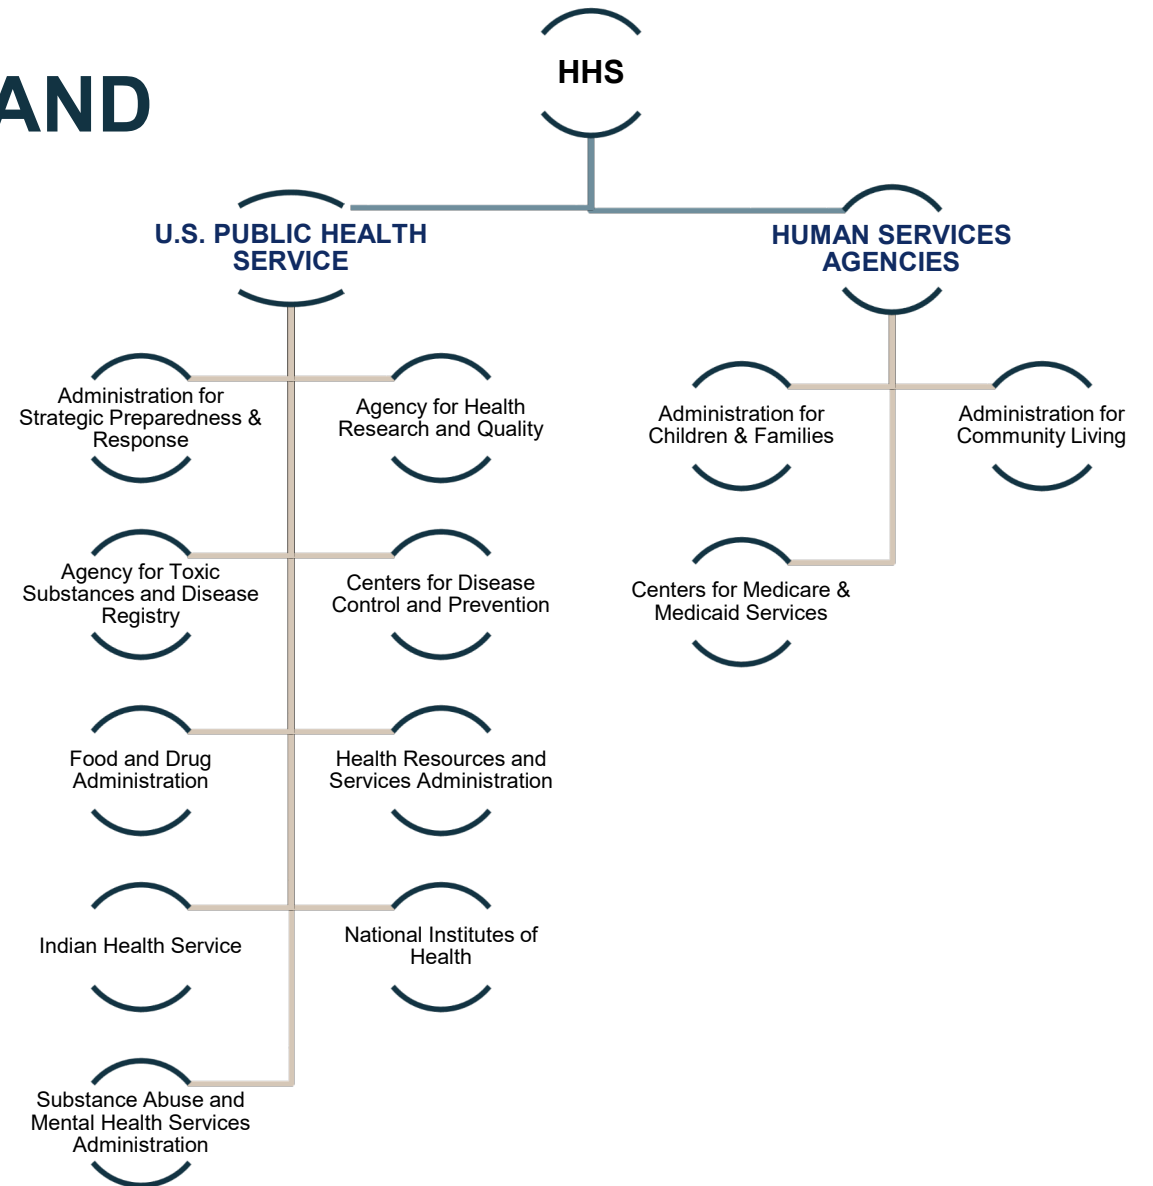 AND
HHS
U.S. PUBLIC HEALTH
SERVICE
HUMAN SERVICES
AGENCIES
Administration for
Strategic Preparedness &
Response
Agency for Health
Research and Quality
Administration for
Children & Families
Administration for
Community Living
Agency for Toxic
Substances and Disease
Registry
Centers for Disease
Control and Prevention
Centers for Medicare &
Medicaid Services
Food and Drug
Administration
Health Resources and
Services Administration
Indian Health Service
National Institutes of
Health
Substance Abuse and
Mental Health Services
Administration